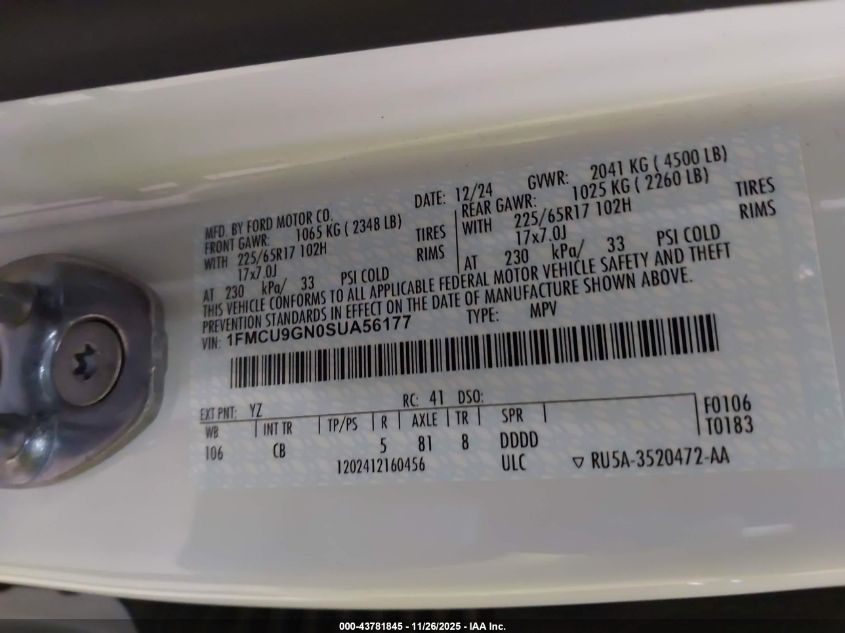 MFD. BY FORD MOTOR CO. DATE: 12/24 GVWR: 2041 KG ( 4500 LB)
FRONT GAWR: 1065 KG ( 2348 LB) REAR GAWR: 1025 KG ( 2260 LB)
WITH 225/65R17 102H TIRES WITH 225/65R17 102H TIRES
17x7.0J RIMS 17x7.0J RIMS
AT 230 kPa/ 33 PSI COLD AT 230 kPa/ 33 PSI COLD
THIS VEHICLE CONFORMS TO ALL APPLICABLE FEDERAL MOTOR VEHICLE SAFETY AND THEFT
PREVENTION STANDARDS IN EFFECT ON THE DATE OF MANUFACTURE SHOWN ABOVE.
VIN: 1FMCU9GN0SUA56177 TYPE: MPV
EXT PNT: YZ RC: 41 DSO:
WB INT TR TP/PS R AXLE TR SPR F0106
106 CB 5 81 8 DDDD T0183
1202412160456 ULC ▽ RU5A-3520472-AA
000-43781845 - 11/26/2025 - IAA Inc.